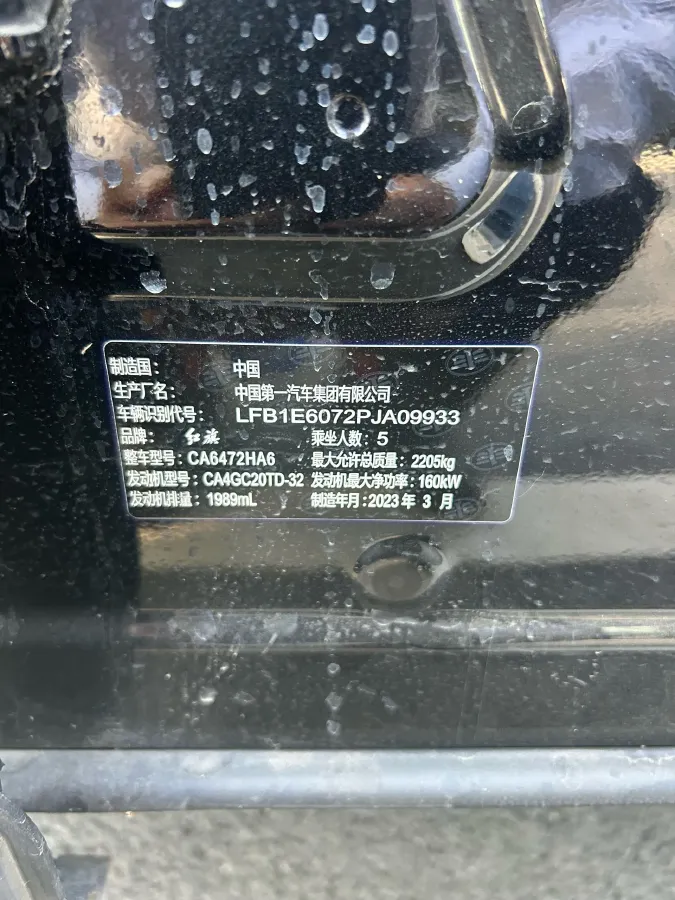 制造国： 中国
生产厂名： 中国第一汽车集团有限公司
车辆识别代号： LFB1E6072PJA09933
品牌： 红旗 乘坐人数：5
整车型号：CA6472HA6 最大允许总质量：2205kg
发动机型号：CA4GC20TD-32 发动机最大净功率：160kW
发动机排量：1989mL 制造年月：2023年 3 月